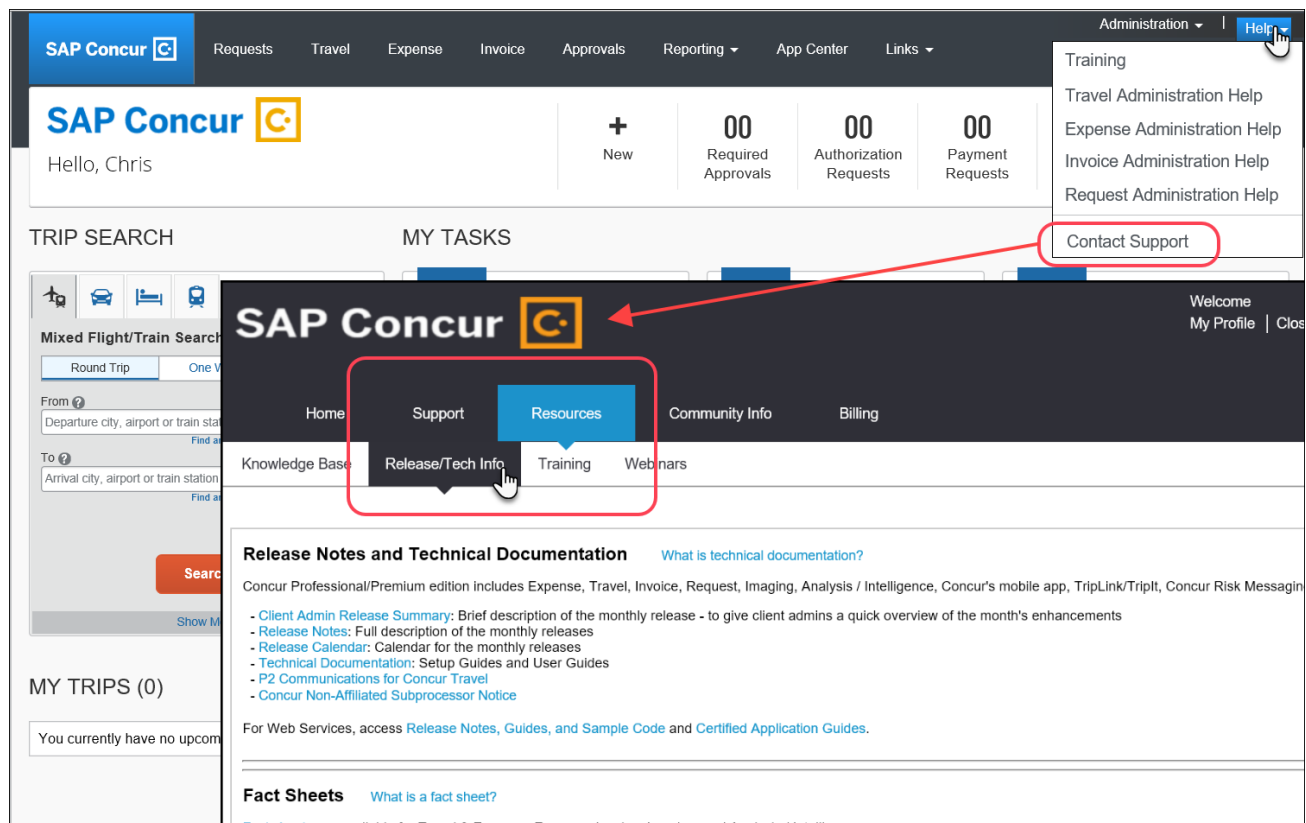 Administration | Help
SAP Concur C Requests Travel Expense Invoice Approvals Reporting App Center Links
Training
Travel Administration Help
Expense Administration Help
Invoice Administration Help
Request Administration Help
Contact Support
SAP Concur C
Hello, Chris
+ 00 00 00
New Required Authorization Payment
Approvals Requests Requests
TRIP SEARCH MY TASKS
Mixed Flight/Train Search
Round Trip One
From ?
Departure city, airport or train
Find
To ?
Arrival city, airport or train station
Find
Show
MY TRIPS (0)
You currently have no
SAP Concur C
Welcome
My Profile |
Home Support Resources Community Info Billing
Knowledge Base Release/Tech Info Training Webinars
Release Notes and Technical Documentation What is technical documentation?
Concur Professional/Premium edition includes Expense, Travel, Invoice, Request, Imaging, Analysis / Intelligence, Concur's mobile app, TripLink/TripIt, Concur Risk
- Client Admin Release Summary: Brief description of the monthly release - to give client admins a quick overview of the month's enhancements
- Release Notes: Full description of the monthly releases
- Release Calendar: Calendar for the monthly releases
- Technical Documentation: Setup Guides and User Guides
- P2 Communications for Concur Travel
- Concur Non-Affiliated Subprocessor Notice
For Web Services, access Release Notes, Guides, and Sample Code and Certified Application Guides.
Fact Sheets What is a fact sheet?